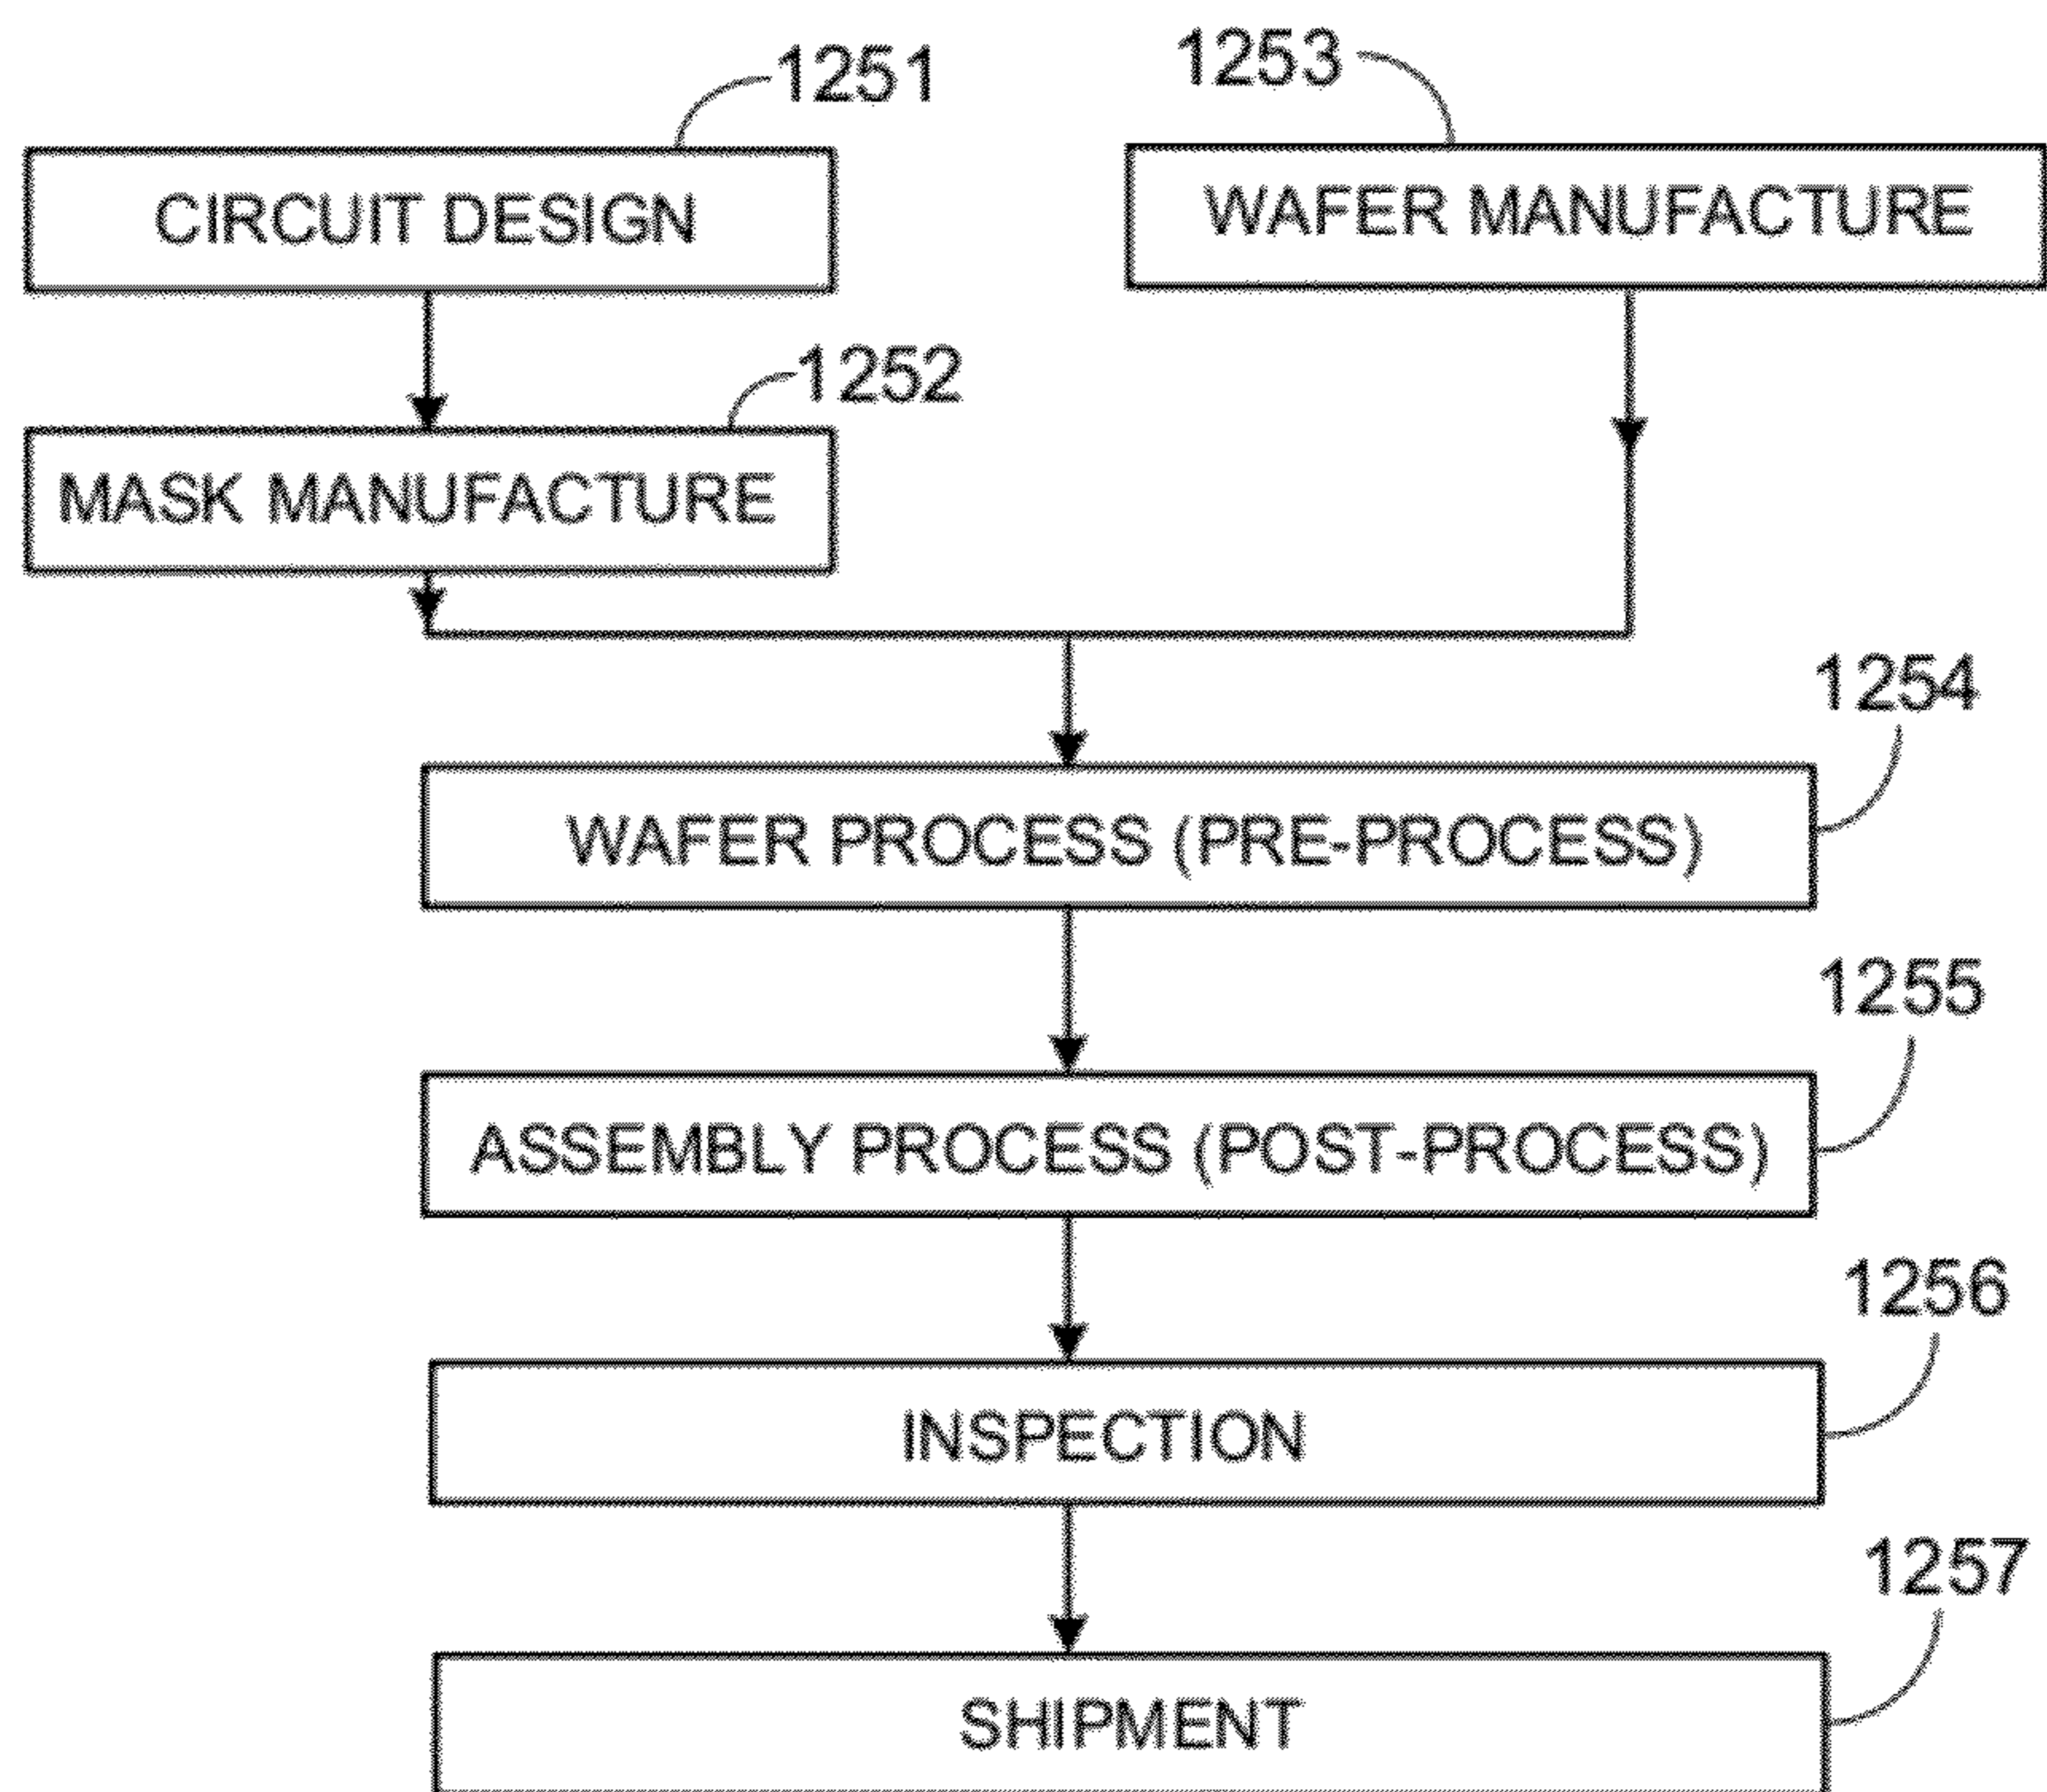 1251
1253
CIRCUIT DESIGN
WAFER MANUFACTURE
1252
MASK MANUFACTURE
1254
WAFER PROCESS (PRE-PROCESS)
1255
ASSEMBLY PROCESS (POST-PROCESS)
1256
INSPECTION
1257
SHIPMENT